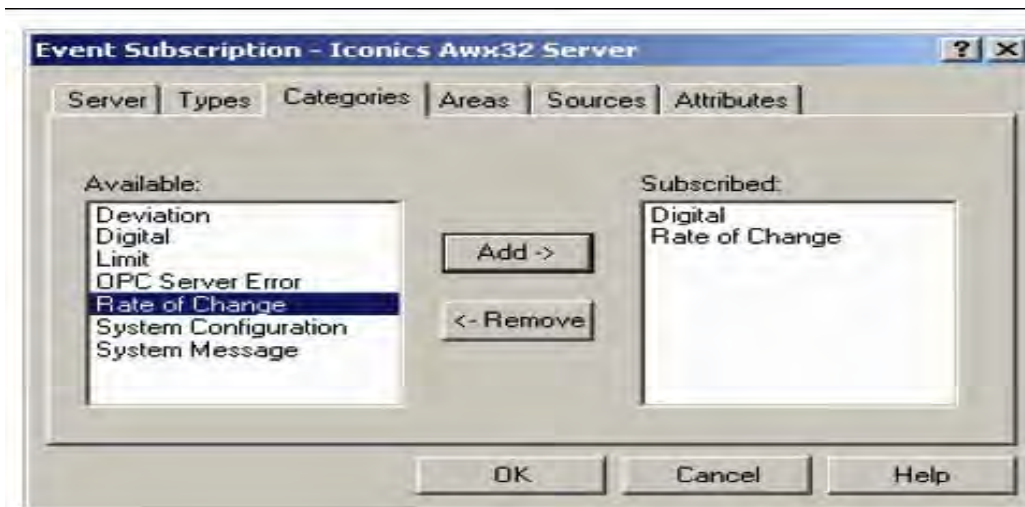 Event Subscription - Iconics Awx32 Server
Server Types Categories Areas Sources Attributes
Available:
Deviation
Digital
Limit
OPC Server Error
Rate of Change
System Configuration
System Message
Add ->
<- Remove
Subscribed:
Digital
Rate of Change
OK Cancel Help